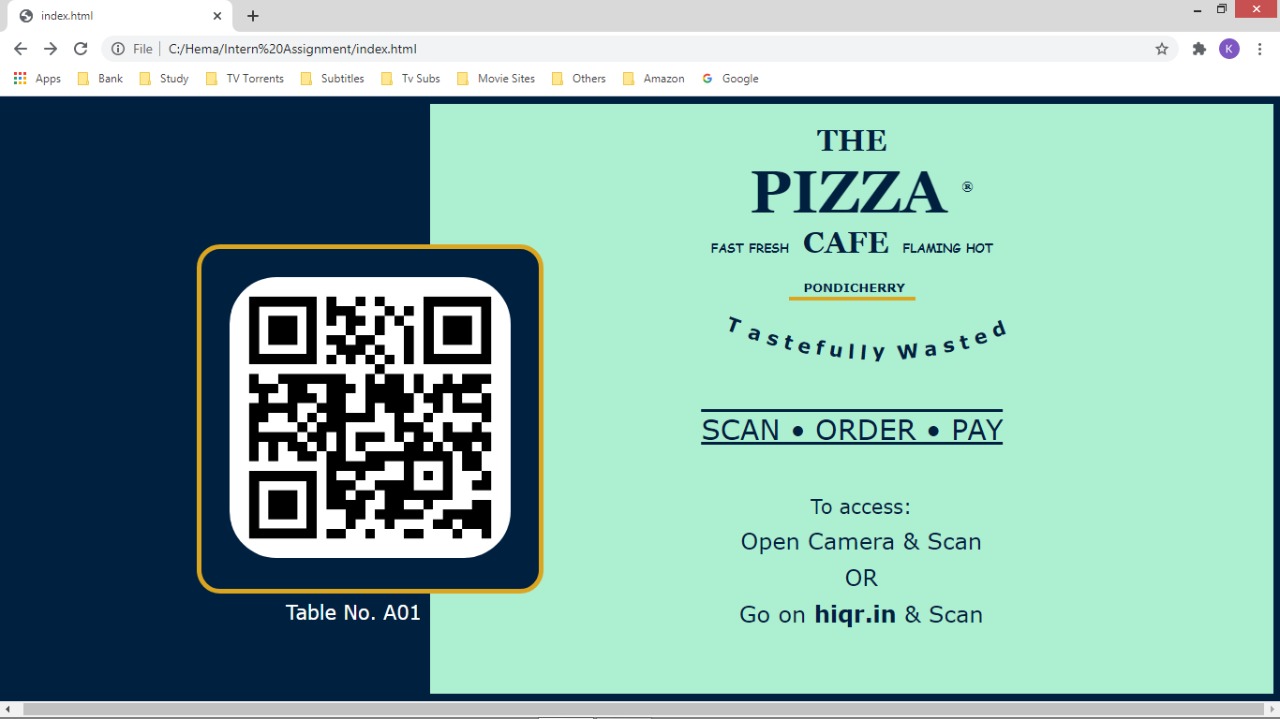 index.html
File C:/Hema/Intern%20Assignment/index.html
K
Apps Bank Study TV Torrents Subtitles Tv Subs Movie Sites Others Amazon G Google
THE
PIZZA ®
FAST FRESH CAFE FLAMING HOT
PONDICHERRY
Tastefully Wasted
SCAN • ORDER • PAY
To access:
Open Camera & Scan
OR
Go on hiqr.in & Scan
Table No. A01